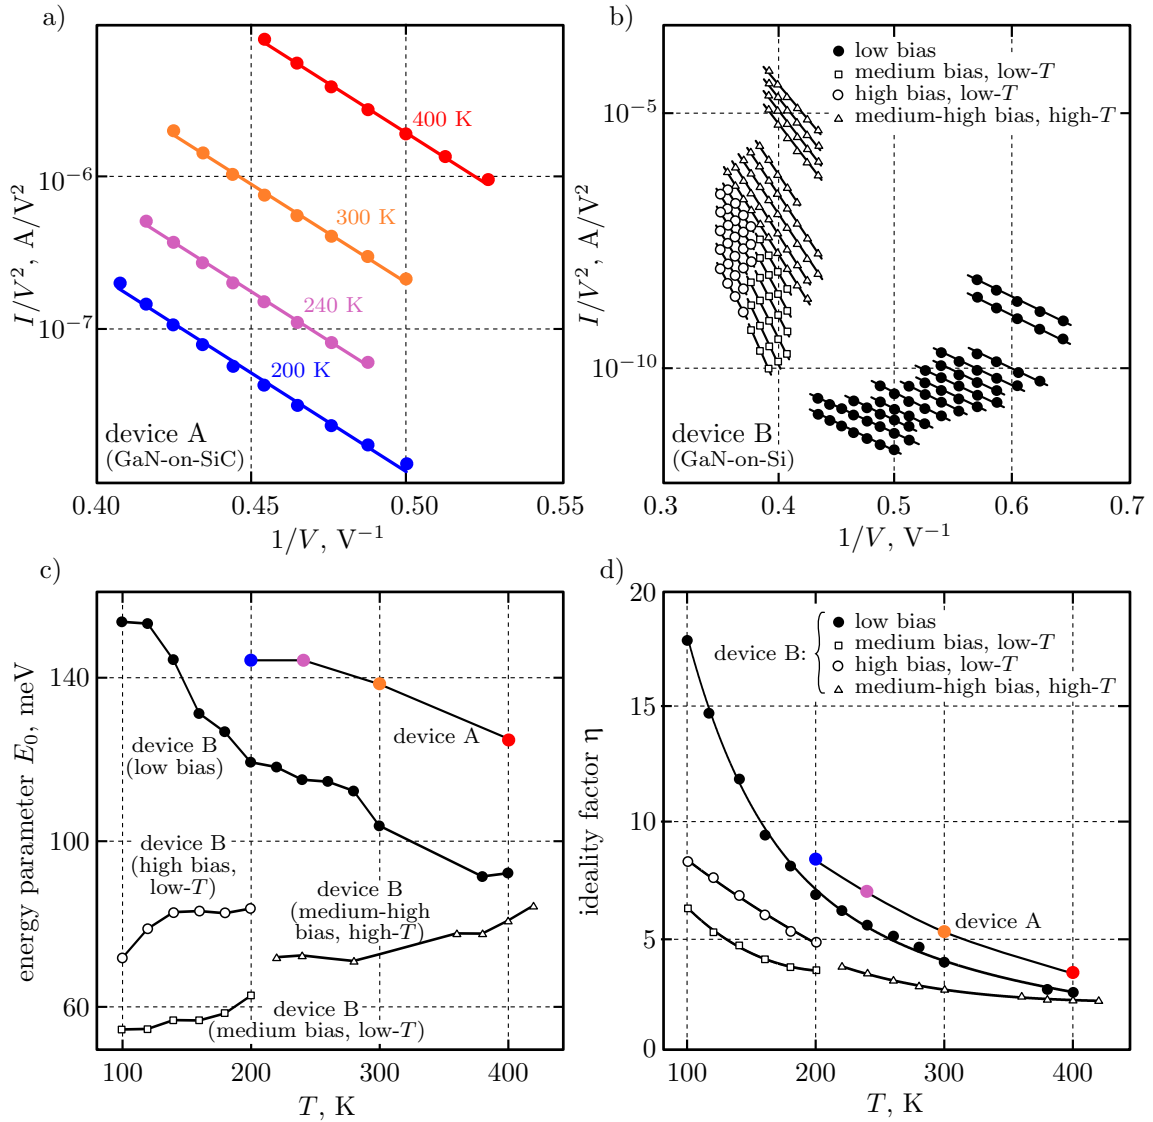 a)
I/V², A/V²
10⁻⁶
10⁻⁷
400 K
300 K
240 K
200 K
device A
(GaN-on-SiC)
0.40
0.45
0.50
0.55
1/V, V⁻¹
b)
I/V², A/V²
10⁻⁵
10⁻¹⁰
low bias
medium bias, low-T
high bias, low-T
medium-high bias, high-T
device B
(GaN-on-Si)
0.3
0.4
0.5
0.6
0.7
1/V, V⁻¹
c)
energy parameter E₀, meV
140
100
60
device B
(low bias)
device A
device B
(high bias,
low-T)
device B
(medium-high
bias, high-T)
device B
(medium bias, low-T)
100
200
300
400
T, K
d)
ideality factor η
20
15
10
5
0
device B:
low bias
medium bias, low-T
high bias, low-T
medium-high bias, high-T
device A
100
200
300
400
T, K